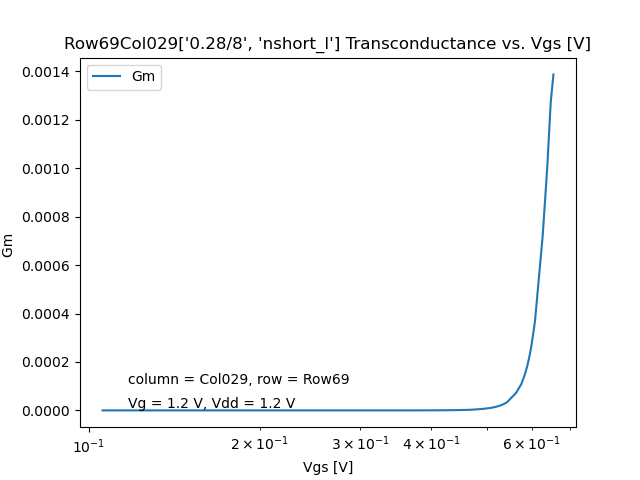 Row69Col029['0.28/8', 'nshort_l'] Transconductance vs. Vgs [V]
Gm
0.0014
0.0012
0.0010
0.0008
0.0006
0.0004
0.0002
0.0000
Gm
column = Col029, row = Row69
Vg = 1.2 V, Vdd = 1.2 V
10⁻¹
2 × 10⁻¹
3 × 10⁻¹
4 × 10⁻¹
6 × 10⁻¹
Vgs [V]